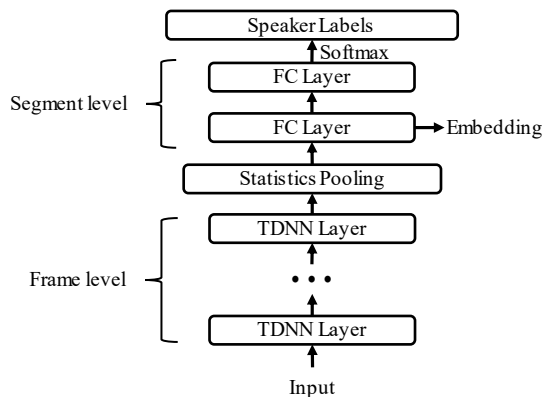 Speaker Labels
Softmax
FC Layer
Segment level
FC Layer
Embedding
Statistics Pooling
TDNN Layer
Frame level
• • •
TDNN Layer
Input